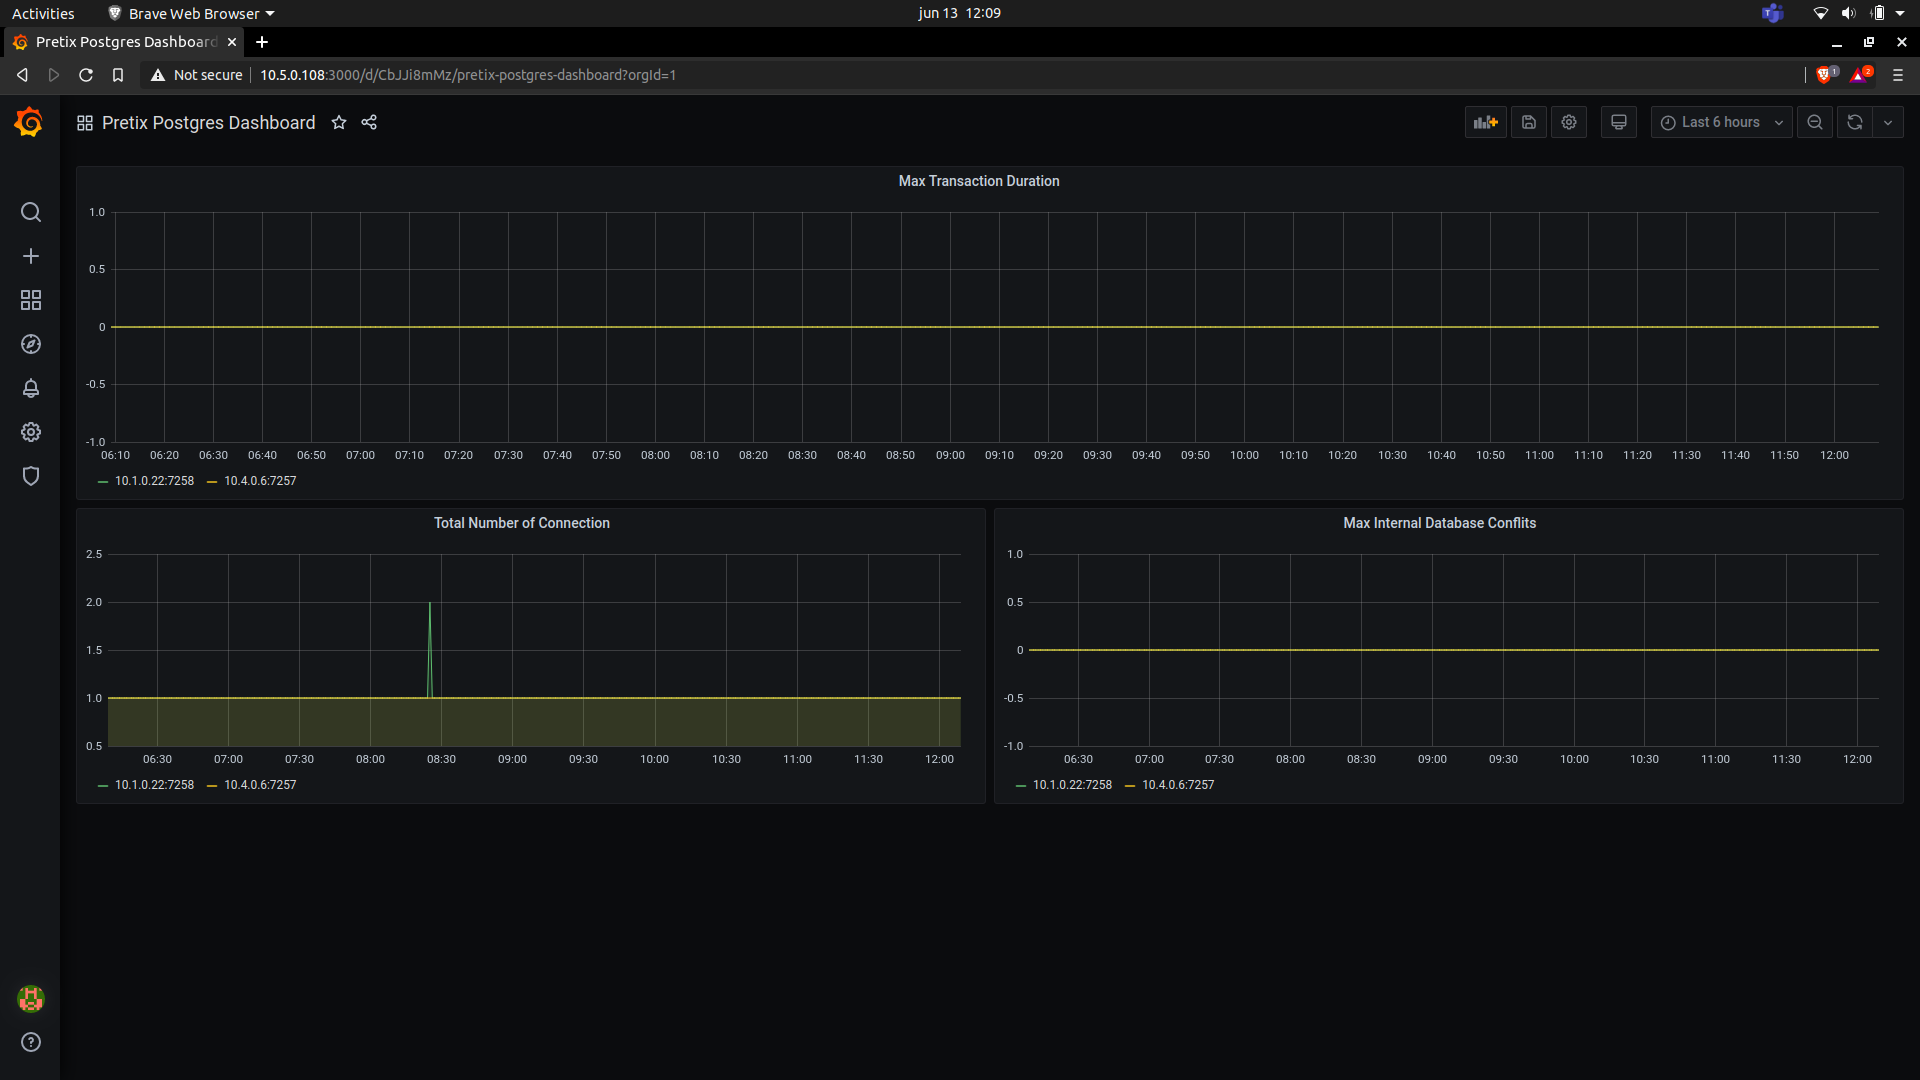 Activities Brave Web Browser jun 13 12:09
Pretix Postgres Dashboard
Not secure 10.5.0.108:3000/d/CbJJi8mMz/pretix-postgres-dashboard?orgId=1 1 2
Pretix Postgres Dashboard Last 6 hours
Max Transaction Duration
1.0
0.5
0
-0.5
-1.0
06:10 06:20 06:30 06:40 06:50 07:00 07:10 07:20 07:30 07:40 07:50 08:00 08:10 08:20 08:30 08:40 08:50 09:00 09:10 09:20 09:30 09:40 09:50 10:00 10:10 10:20 10:30 10:40 10:50 11:00 11:10 11:20 11:30 11:40 11:50 12:00
10.1.0.22:7258 10.4.0.6:7257
Total Number of Connection
2.5
2.0
1.5
1.0
0.5
06:30 07:00 07:30 08:00 08:30 09:00 09:30 10:00 10:30 11:00 11:30 12:00
10.1.0.22:7258 10.4.0.6:7257
Max Internal Database Conflits
1.0
0.5
0
-0.5
-1.0
06:30 07:00 07:30 08:00 08:30 09:00 09:30 10:00 10:30 11:00 11:30 12:00
10.1.0.22:7258 10.4.0.6:7257